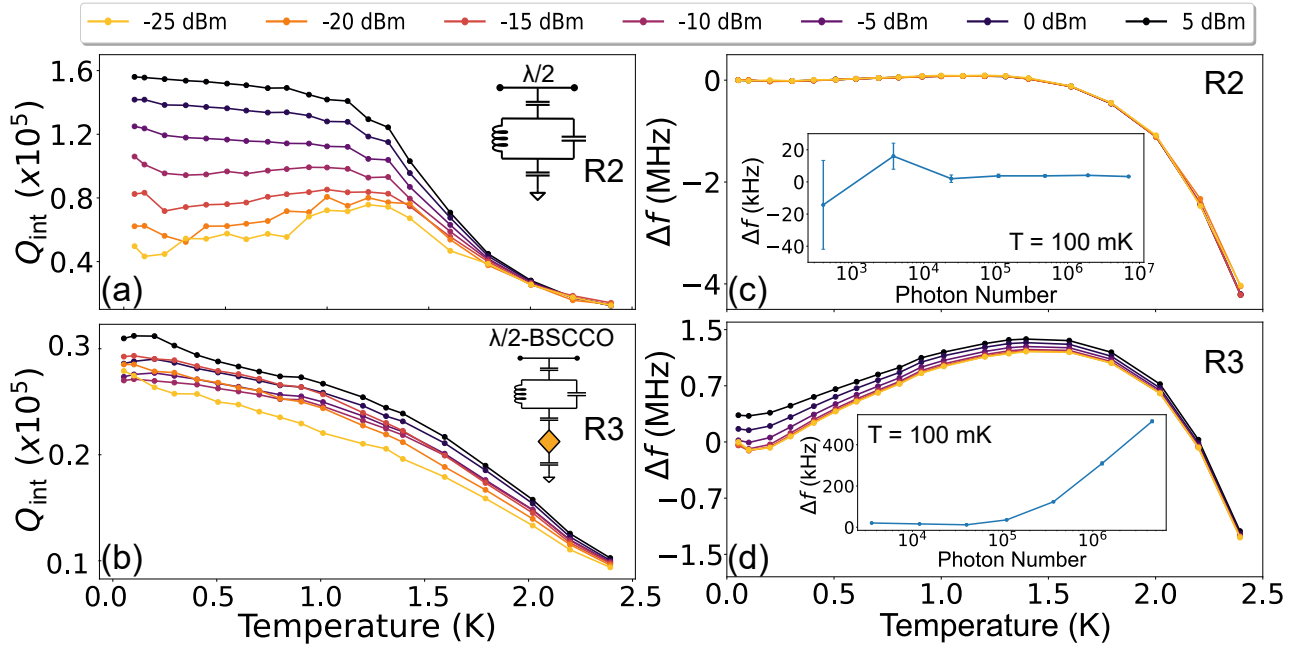 -25 dBm -20 dBm -15 dBm -10 dBm -5 dBm 0 dBm 5 dBm
1.6
1.2
0.8
0.4
Qint (x10⁵)
λ/2
R2
(a)
0.3
0.2
0.1
Qint (x10⁵)
λ/2-BSCCO
R3
(b)
0.0 0.5 1.0 1.5 2.0 2.5
Temperature (K)
0
−2
−4
Δf (MHz)
R2
20
0
−20
−40
Δf (kHz)
T = 100 mK
10³ 10⁴ 10⁵ 10⁶ 10⁷
Photon Number
(c)
1.5
0.7
0
−0.7
−1.5
Δf (MHz)
R3
T = 100 mK
400
200
0
Δf (kHz)
10⁴ 10⁵ 10⁶
Photon Number
(d)
0.0 0.5 1.0 1.5 2.0 2.5
Temperature (K)